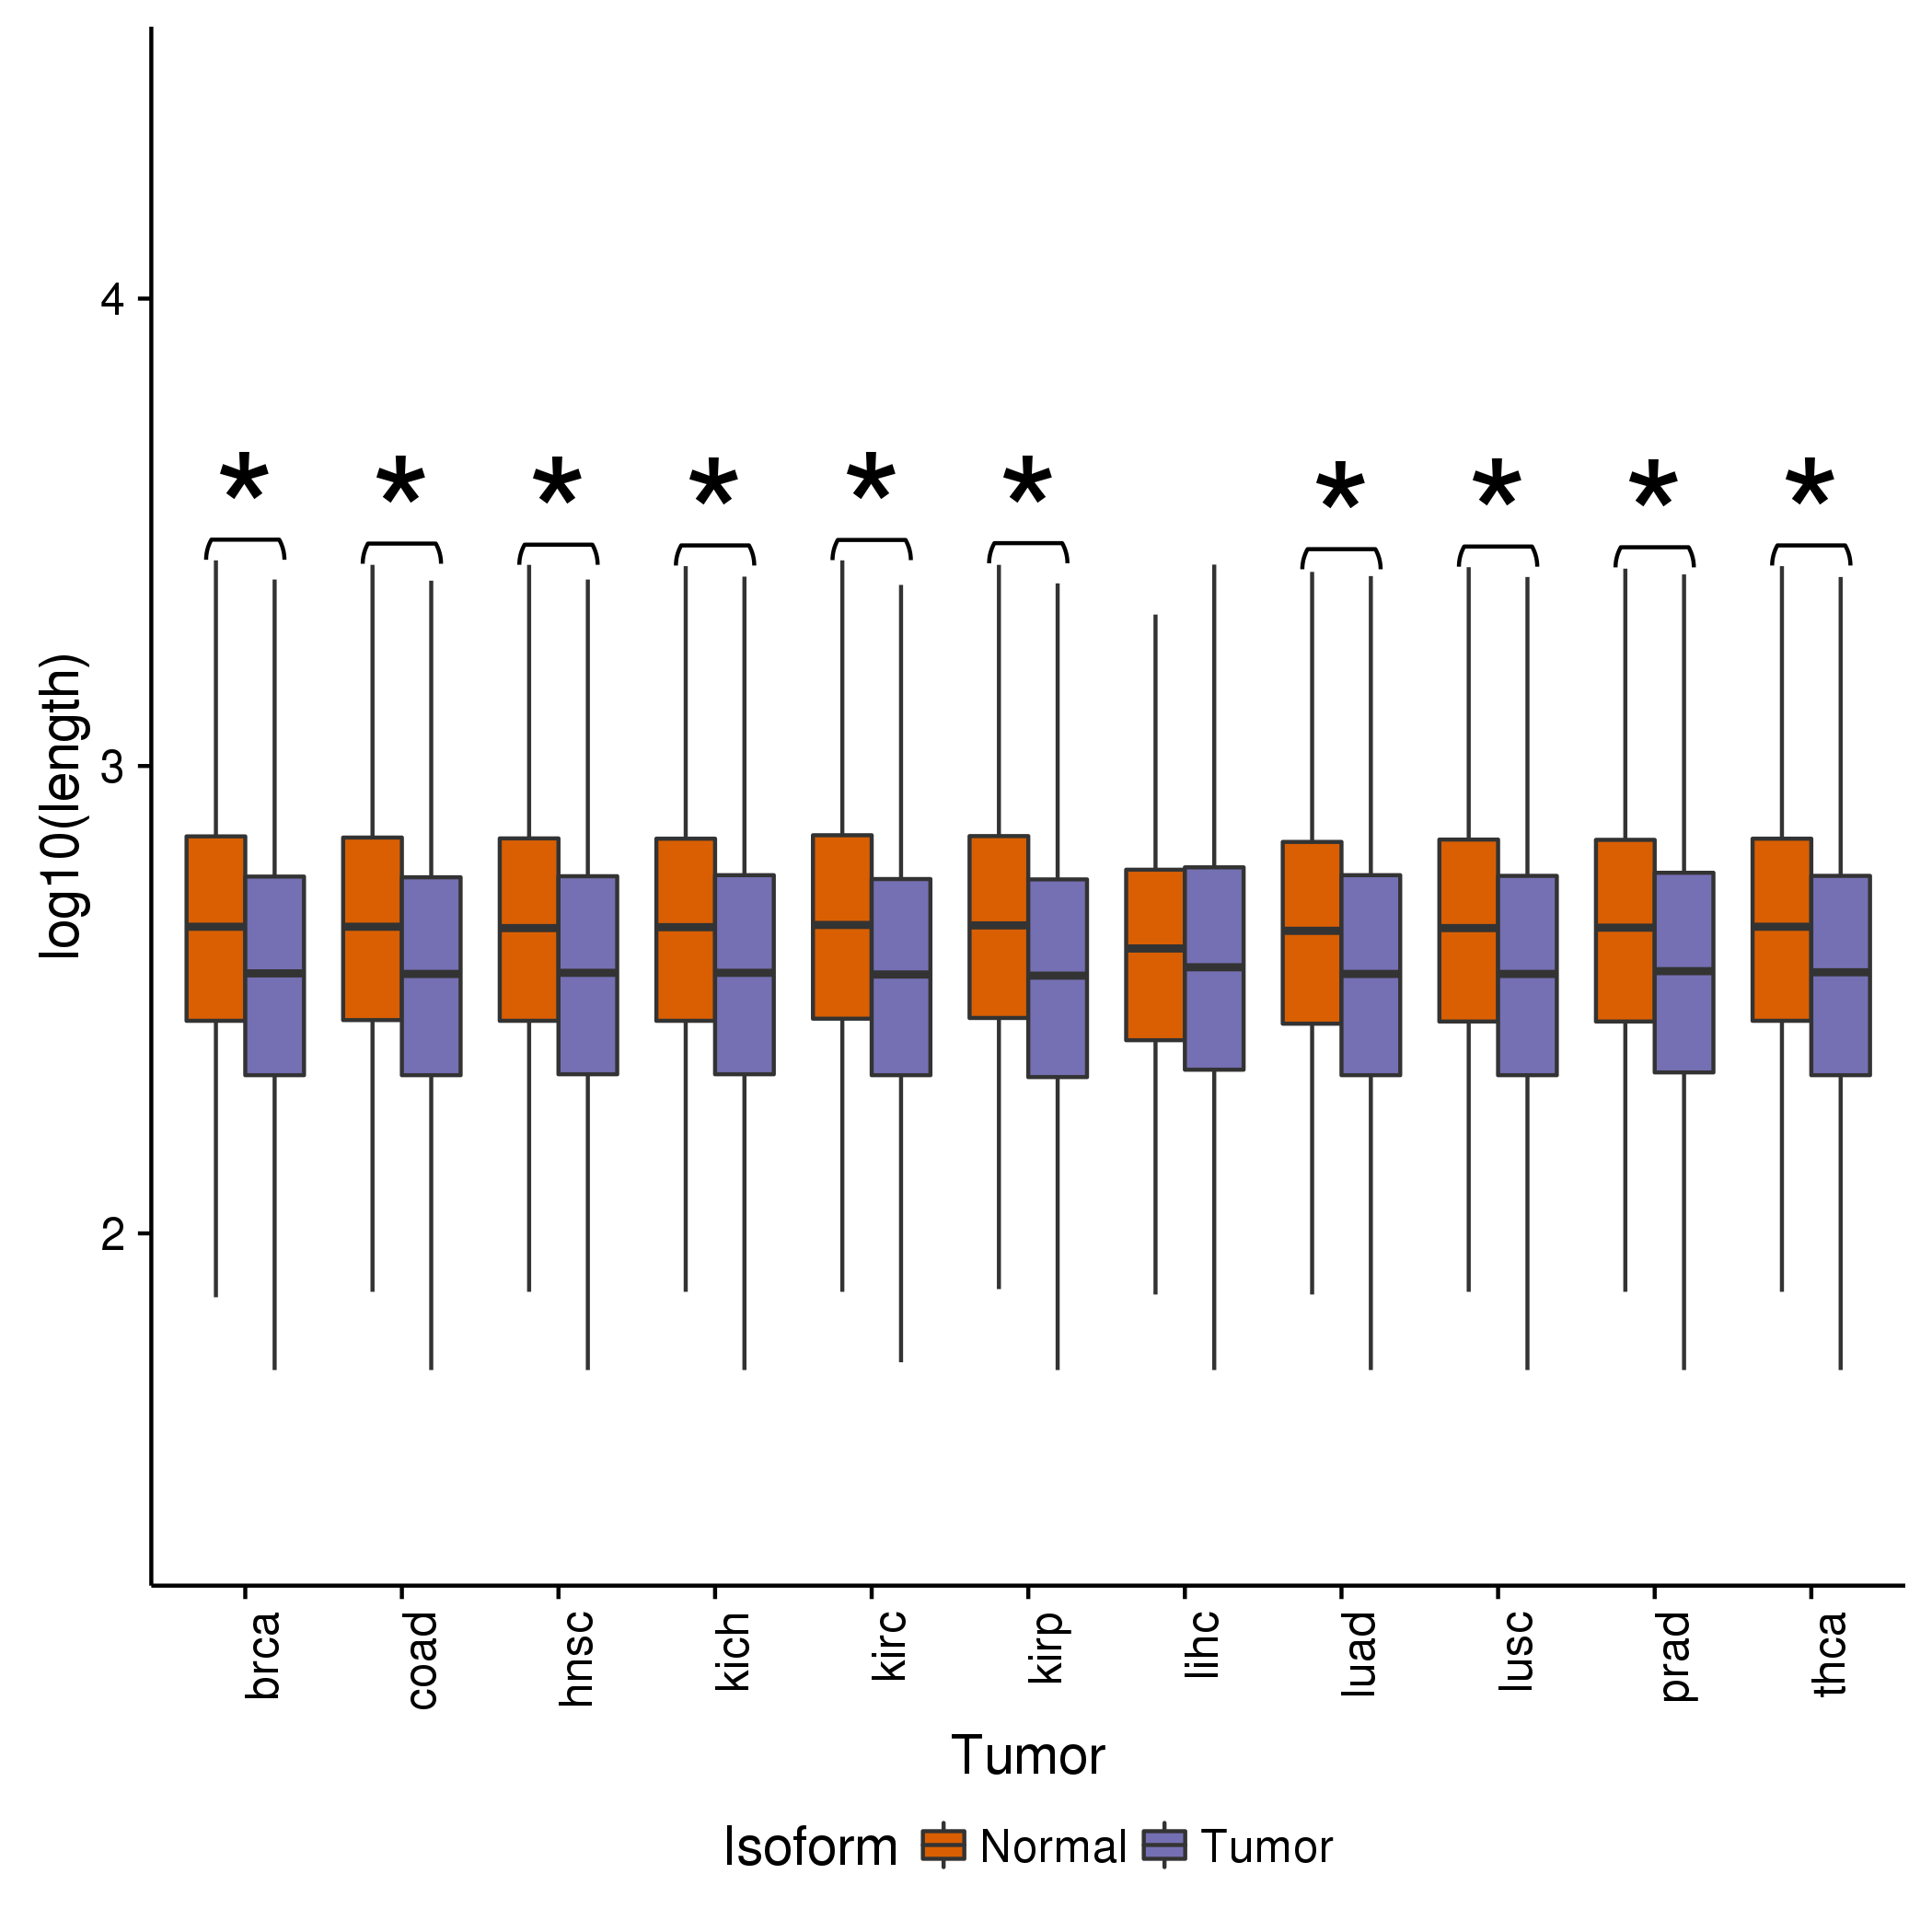 4
* * * * * * * * * *
log10(length)
3
2
brca coad hnsc kich kirc kirp lihc luad lusc prad thca
Tumor
Isoform Normal Tumor